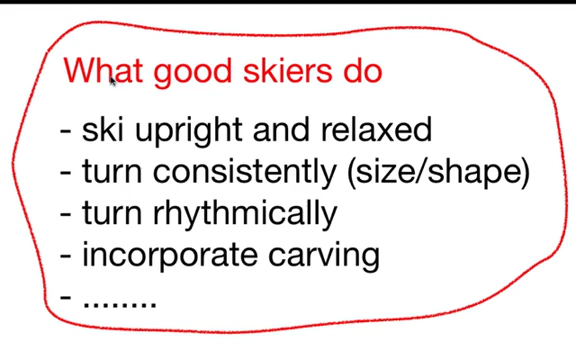 What good skiers do
- ski upright and relaxed
- turn consistently (size/shape)
- turn rhythmically
- incorporate carving
- ........